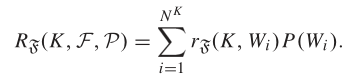 R_𝔉(K, ℱ, 𝒫) = ∑_{i=1}^{N^K} r_𝔉(K, W_i)P(W_i).